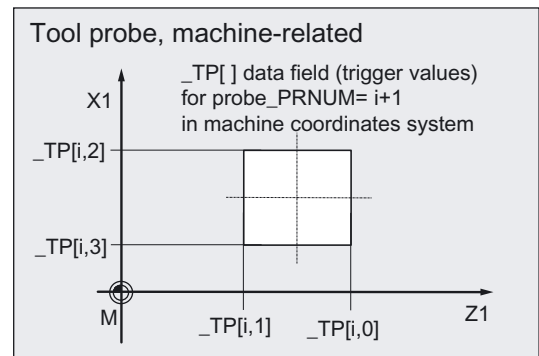 Tool probe, machine-related
_TP[ ] data field (trigger values)
for probe_PRNUM= i+1
in machine coordinates system
X1
_TP[i,2]
_TP[i,3]
M
_TP[i,1]
_TP[i,0]
Z1